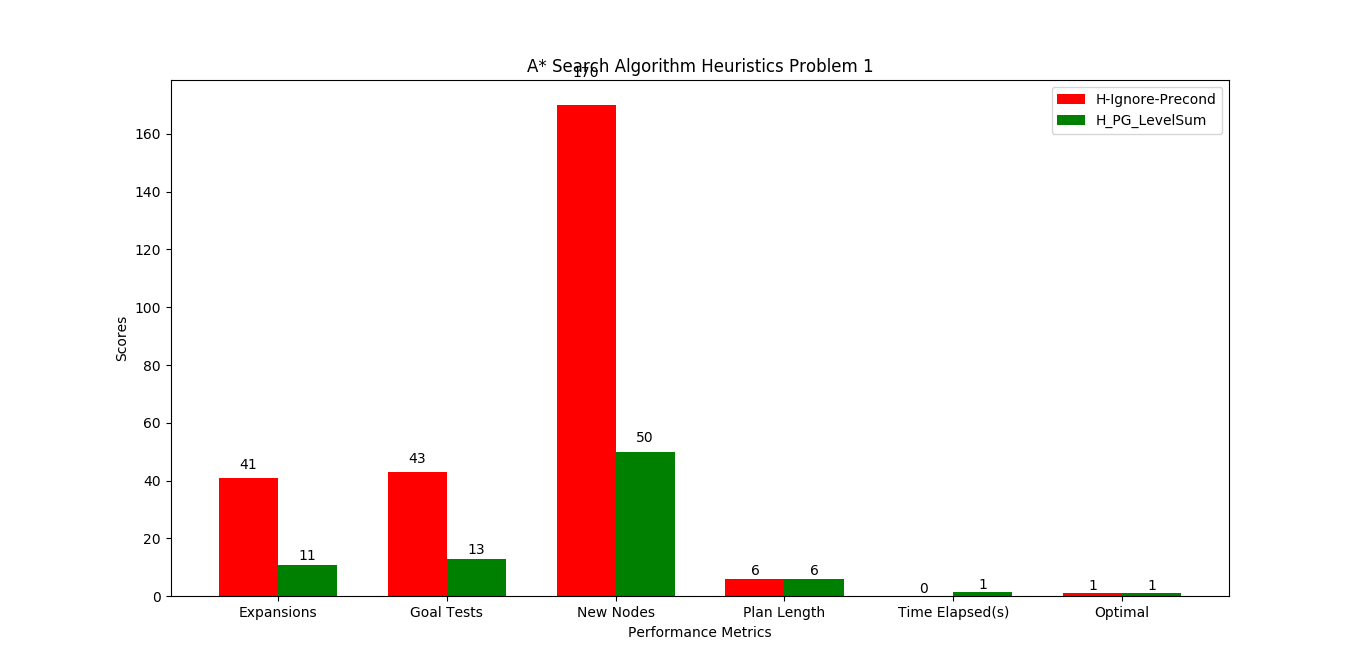 A* Search Algorithm Heuristics Problem 1
170
H-Ignore-Precond
H_PG_LevelSum
160
140
120
100
80
60
40
20
0
Scores
41
11
43
13
50
6
6
0
1
1
1
Expansions
Goal Tests
New Nodes
Plan Length
Time Elapsed(s)
Optimal
Performance Metrics